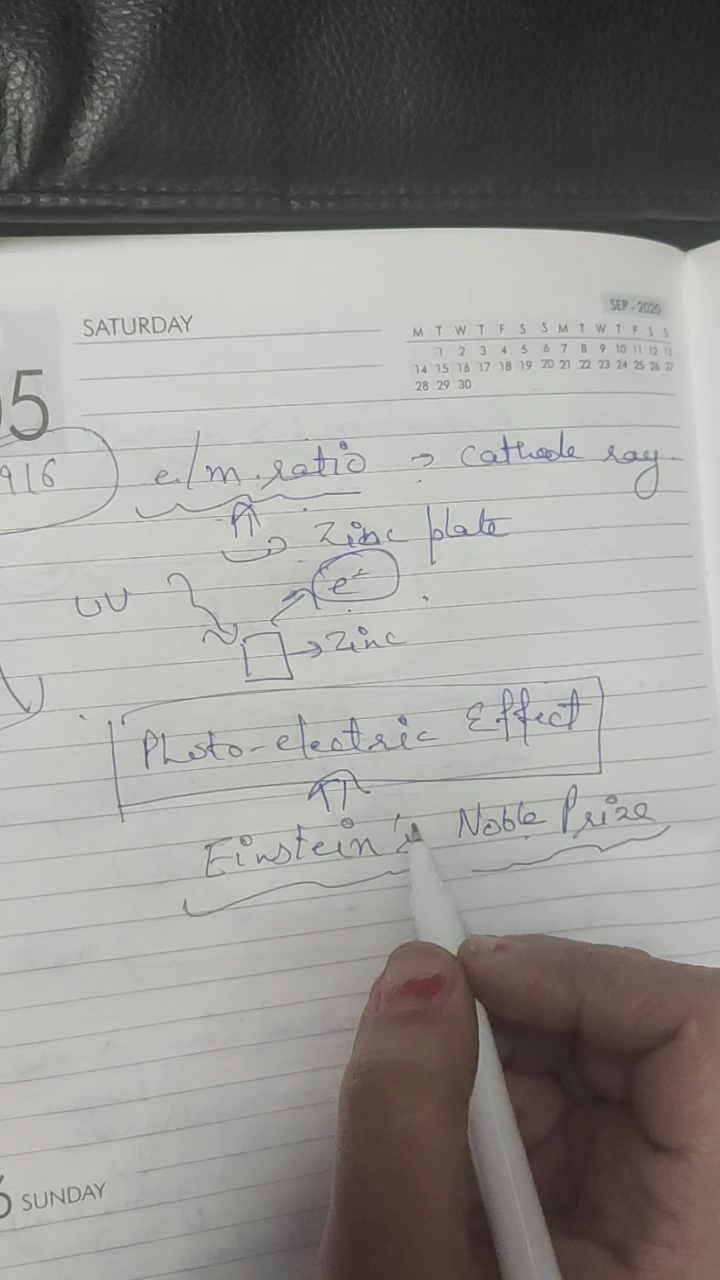 SEP - 2020
SATURDAY
M T W T F S S M T W T F S S
1 2 3 4 5 6 7 8 9 10 11 12 13
14 15 16 17 18 19 20 21 22 23 24 25 26 27
28 29 30
05
916
e/m ratio → Cathode ray
Zinc plate
UV
e-
→ Zinc
Photo-electric Effect
Einstein's Noble Prize
6 SUNDAY